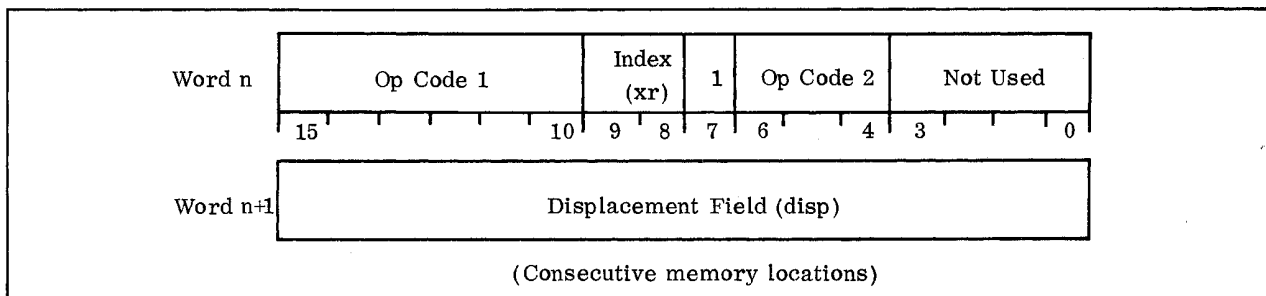 Word n Op Code 1 Index (xr) 1 Op Code 2 Not Used
15 10 9 8 7 6 4 3 0
Word n+1 Displacement Field (disp)
(Consecutive memory locations)